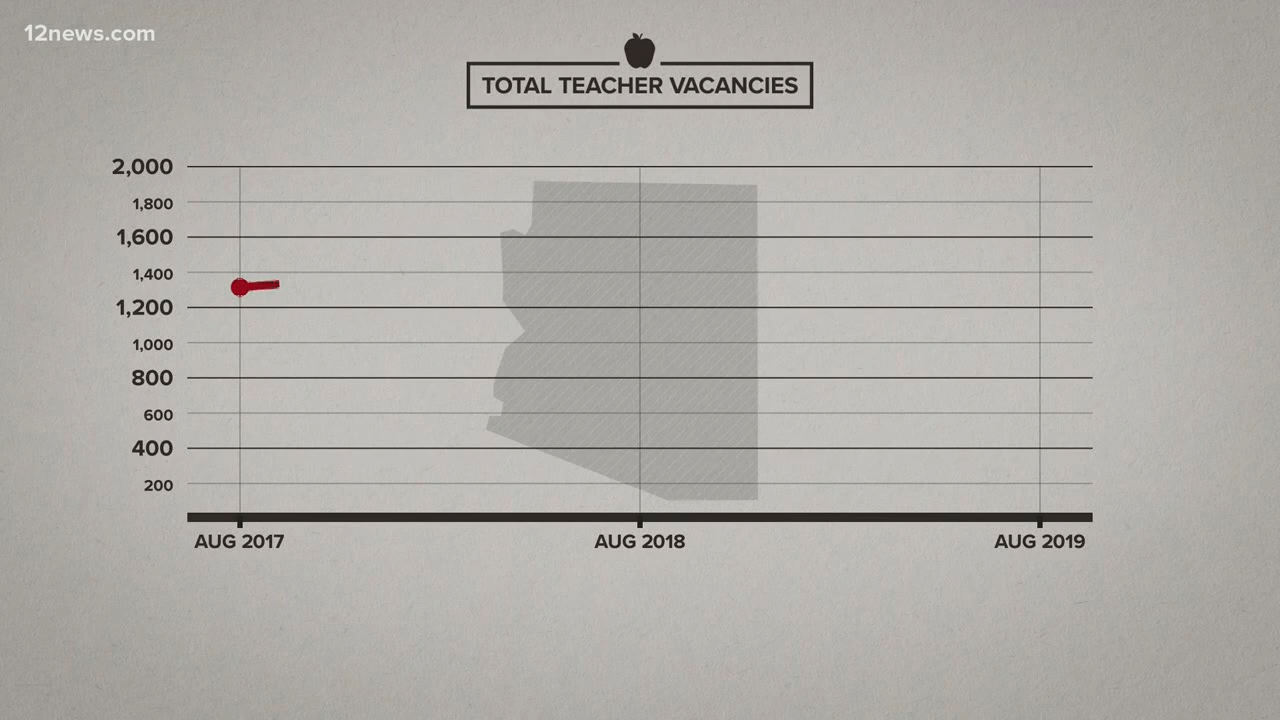 12news.com
TOTAL TEACHER VACANCIES
2,000
1,800
1,600
1,400
1,200
1,000
800
600
400
200
AUG 2017
AUG 2018
AUG 2019